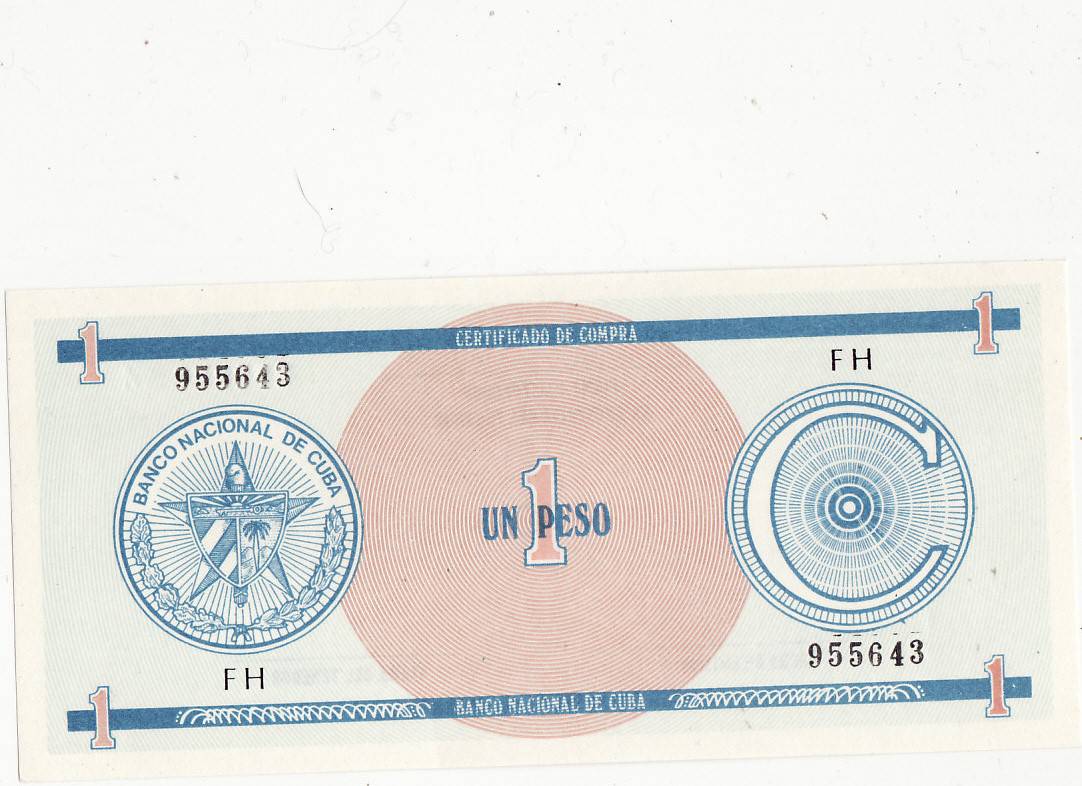 1
CERTIFICADO DE COMPRA
1
955643
FH
BANCO NACIONAL DE CUBA
1
UN PESO
C
FH
955643
1
BANCO NACIONAL DE CUBA
1